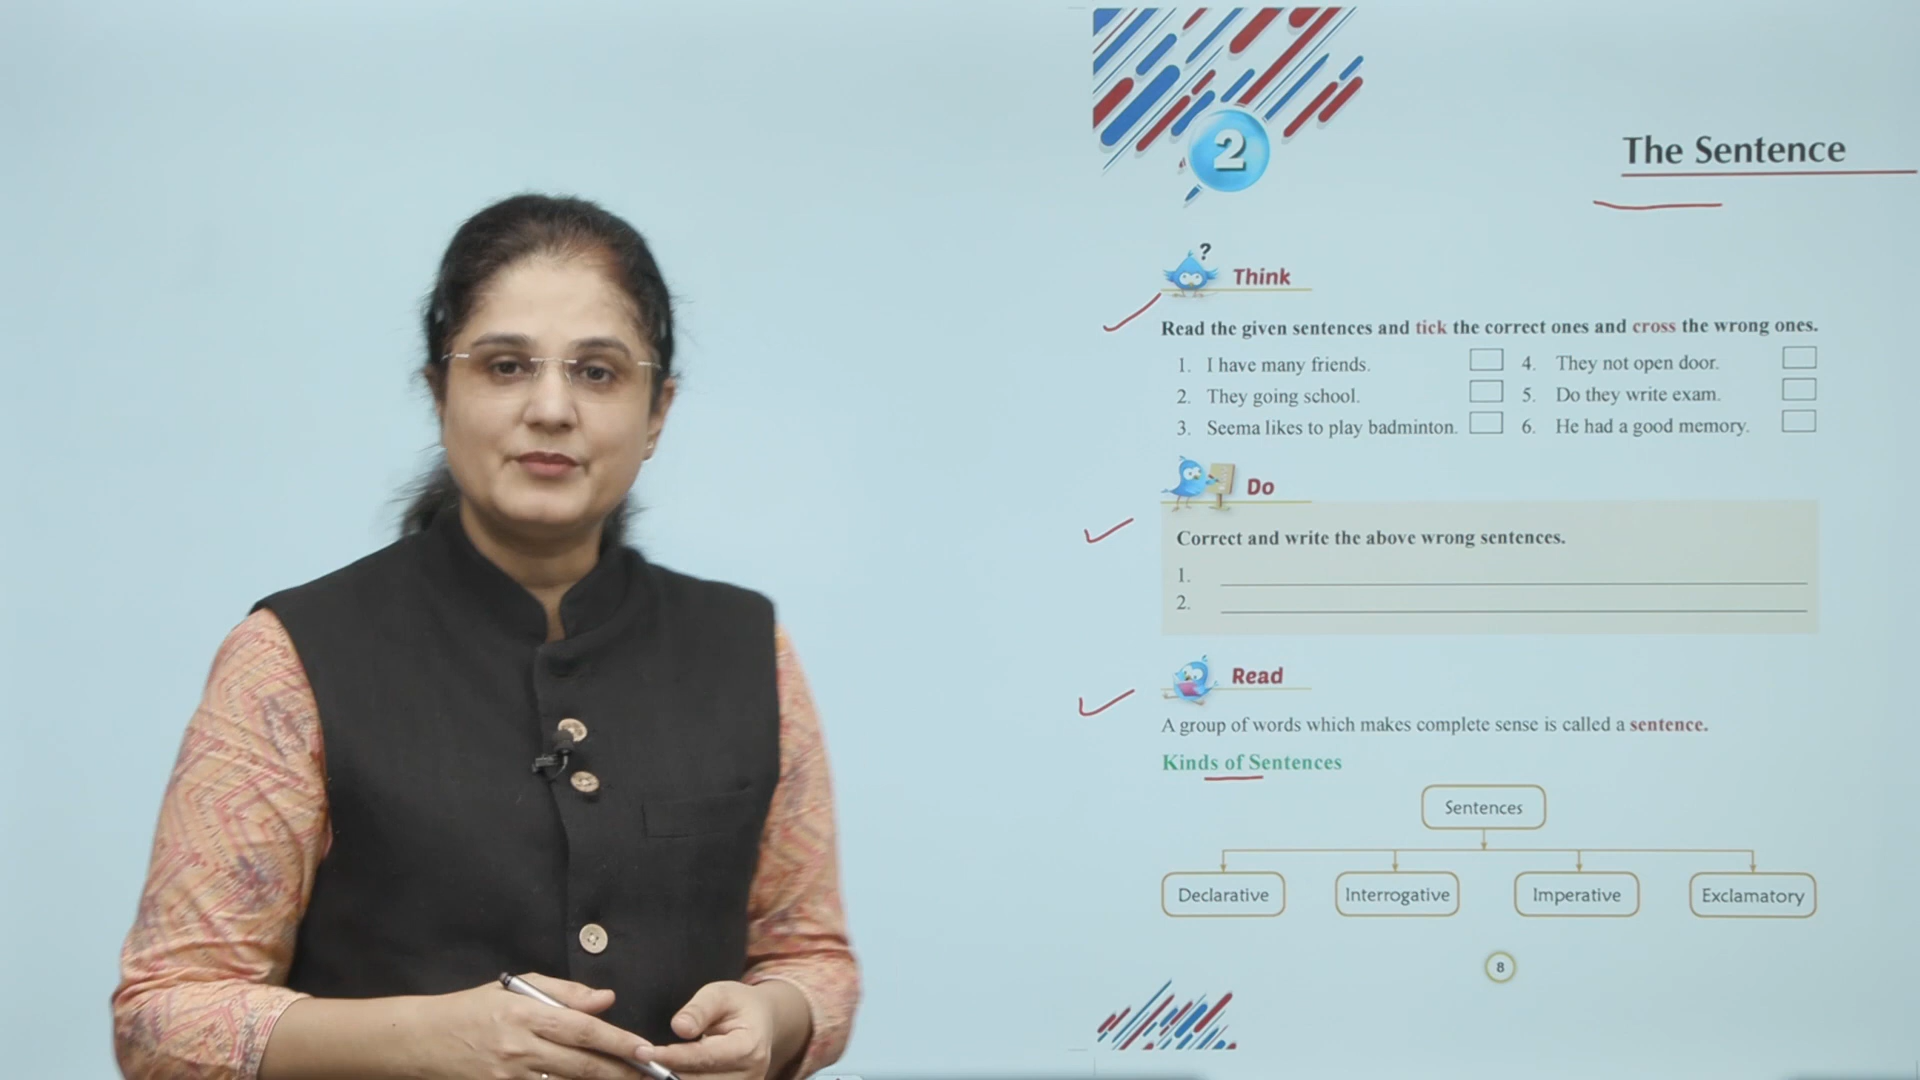 2
The Sentence
?
Think
Read the given sentences and tick the correct ones and cross the wrong ones.
1. I have many friends.
4. They not open door.
2. They going school.
5. Do they write exam.
3. Seema likes to play badminton.
6. He had a good memory.
Do
Correct and write the above wrong sentences.
1.
2.
Read
A group of words which makes complete sense is called a sentence.
Kinds of Sentences
Sentences
Declarative Interrogative Imperative Exclamatory
8